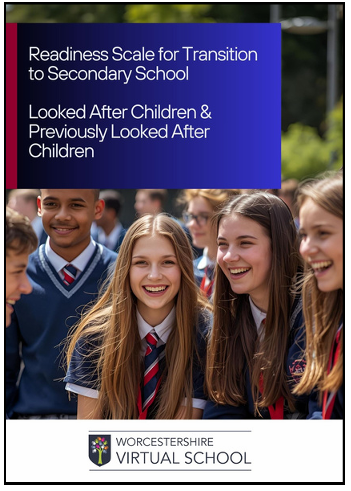 Readiness Scale for Transition
to Secondary School
Looked After Children &
Previously Looked After
Children
WORCESTERSHIRE
VIRTUAL SCHOOL